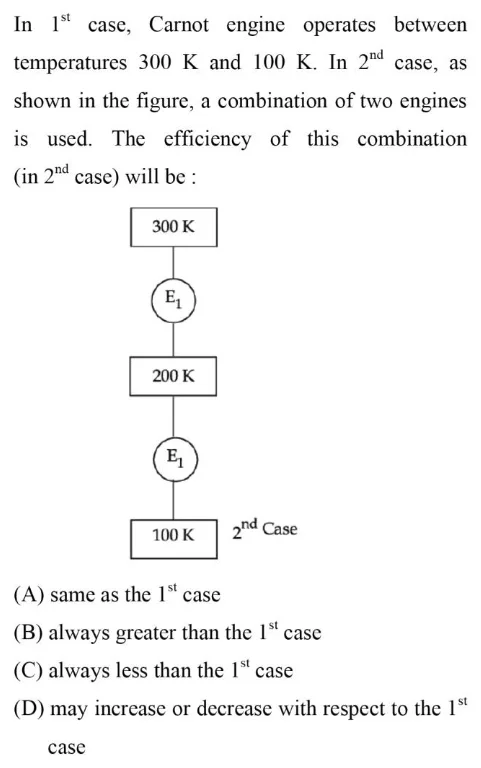 In 1st case, Carnot engine operates between
temperatures 300 K and 100 K. In 2nd case, as
shown in the figure, a combination of two engines
is used. The efficiency of this combination
(in 2nd case) will be :
300 K
E1
200 K
E1
100 K
2nd Case
(A) same as the 1st case
(B) always greater than the 1st case
(C) always less than the 1st case
(D) may increase or decrease with respect to the 1st
case